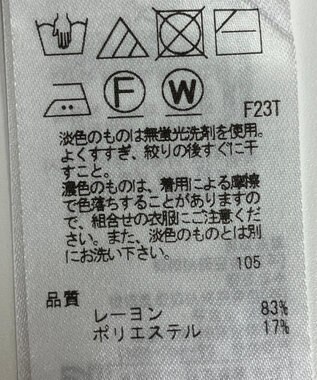 F W F23T
淡色のものは無蛍光洗剤を使用。
よくすすぎ、絞りの後すぐに干
すこと。
濃色のものは、着用による摩擦
で色落ちすることがありますの
で、組合せの衣服にご注意くだ
さい。また、淡色のものとは別
にお洗い下さい。
105
品質
レーヨン 83%
ポリエステル 17%